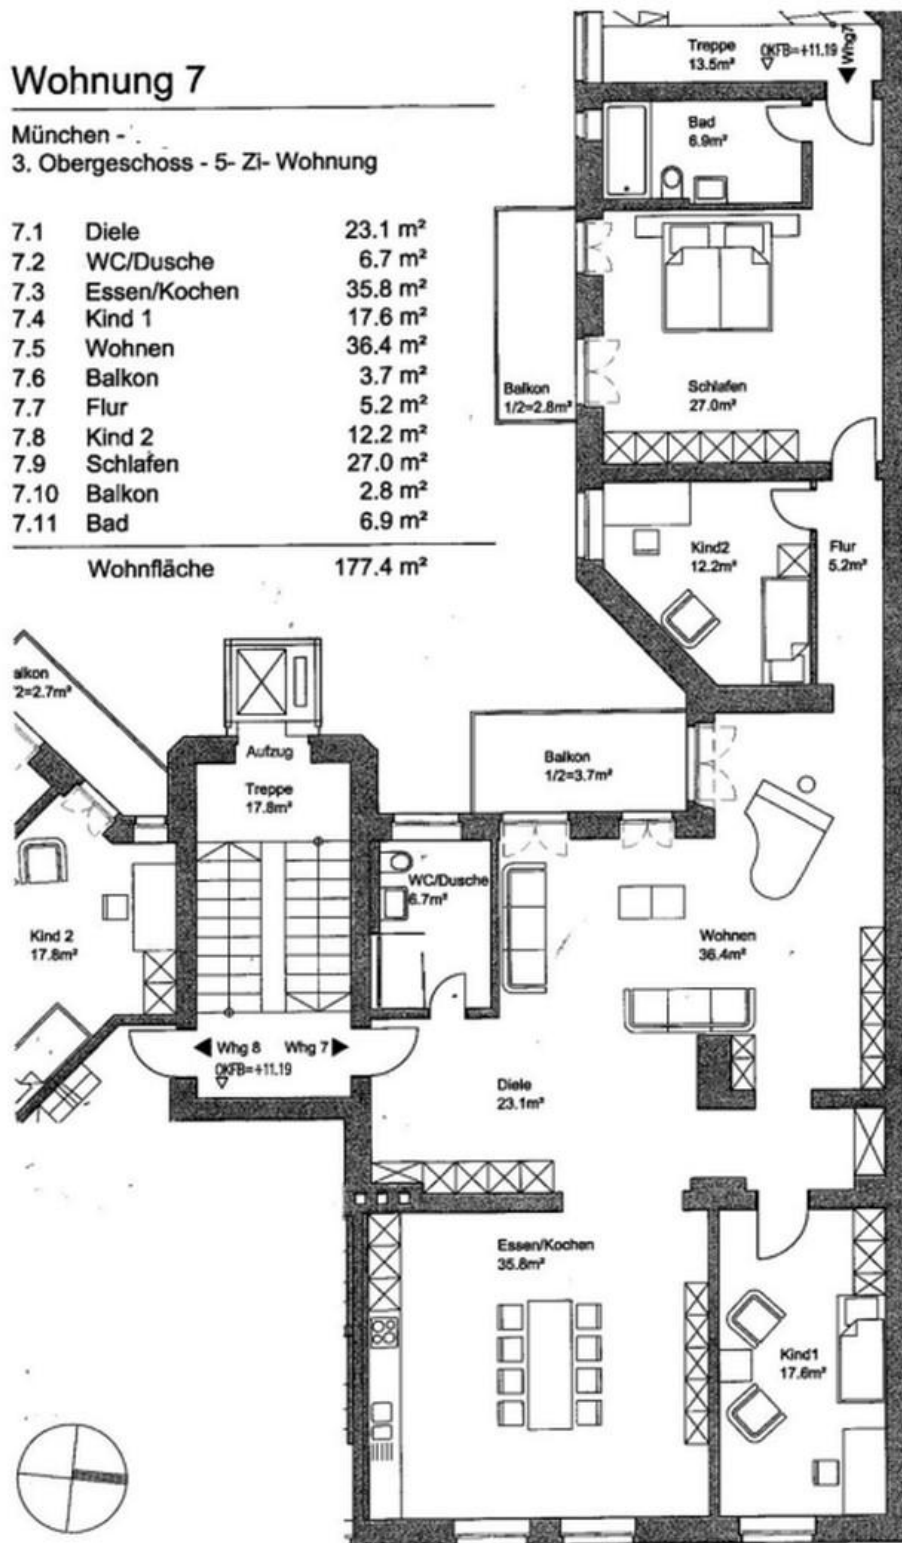 Wohnung 7
München -
3. Obergeschoss - 5- Zi- Wohnung
7.1 Diele 23.1 m²
7.2 WC/Dusche 6.7 m²
7.3 Essen/Kochen 35.8 m²
7.4 Kind 1 17.6 m²
7.5 Wohnen 36.4 m²
7.6 Balkon 3.7 m²
7.7 Flur 5.2 m²
7.8 Kind 2 12.2 m²
7.9 Schlafen 27.0 m²
7.10 Balkon 2.8 m²
7.11 Bad 6.9 m²
Wohnfläche 177.4 m²
Treppe
13.5m²
OKFB=+11.19
Whg7
Bad
6.9m²
Balkon
1/2=2.8m²
Schlafen
27.0m²
Kind2
12.2m²
Flur
5.2m²
alkon
/2=2.7m²
Aufzug
Treppe
17.8m²
Balkon
1/2=3.7m²
WC/Dusche
6.7m²
Kind 2
17.8m²
Wohnen
36.4m²
Whg 8 Whg 7
OKFB=+11.19
Diele
23.1m²
Essen/Kochen
35.8m²
Kind1
17.6m²